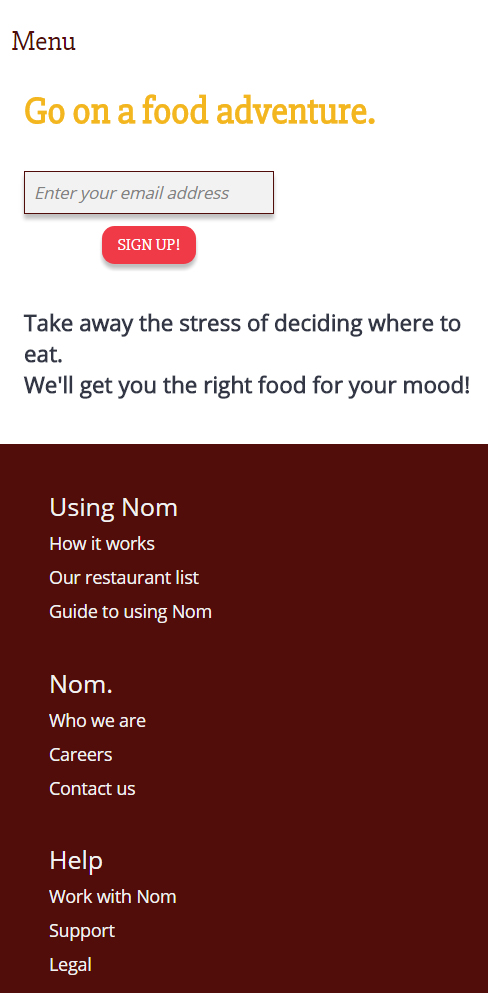 Menu
Go on a food adventure.
Enter your email address
SIGN UP!
Take away the stress of deciding where to
eat.
We'll get you the right food for your mood!
Using Nom
How it works
Our restaurant list
Guide to using Nom
Nom.
Who we are
Careers
Contact us
Help
Work with Nom
Support
Legal